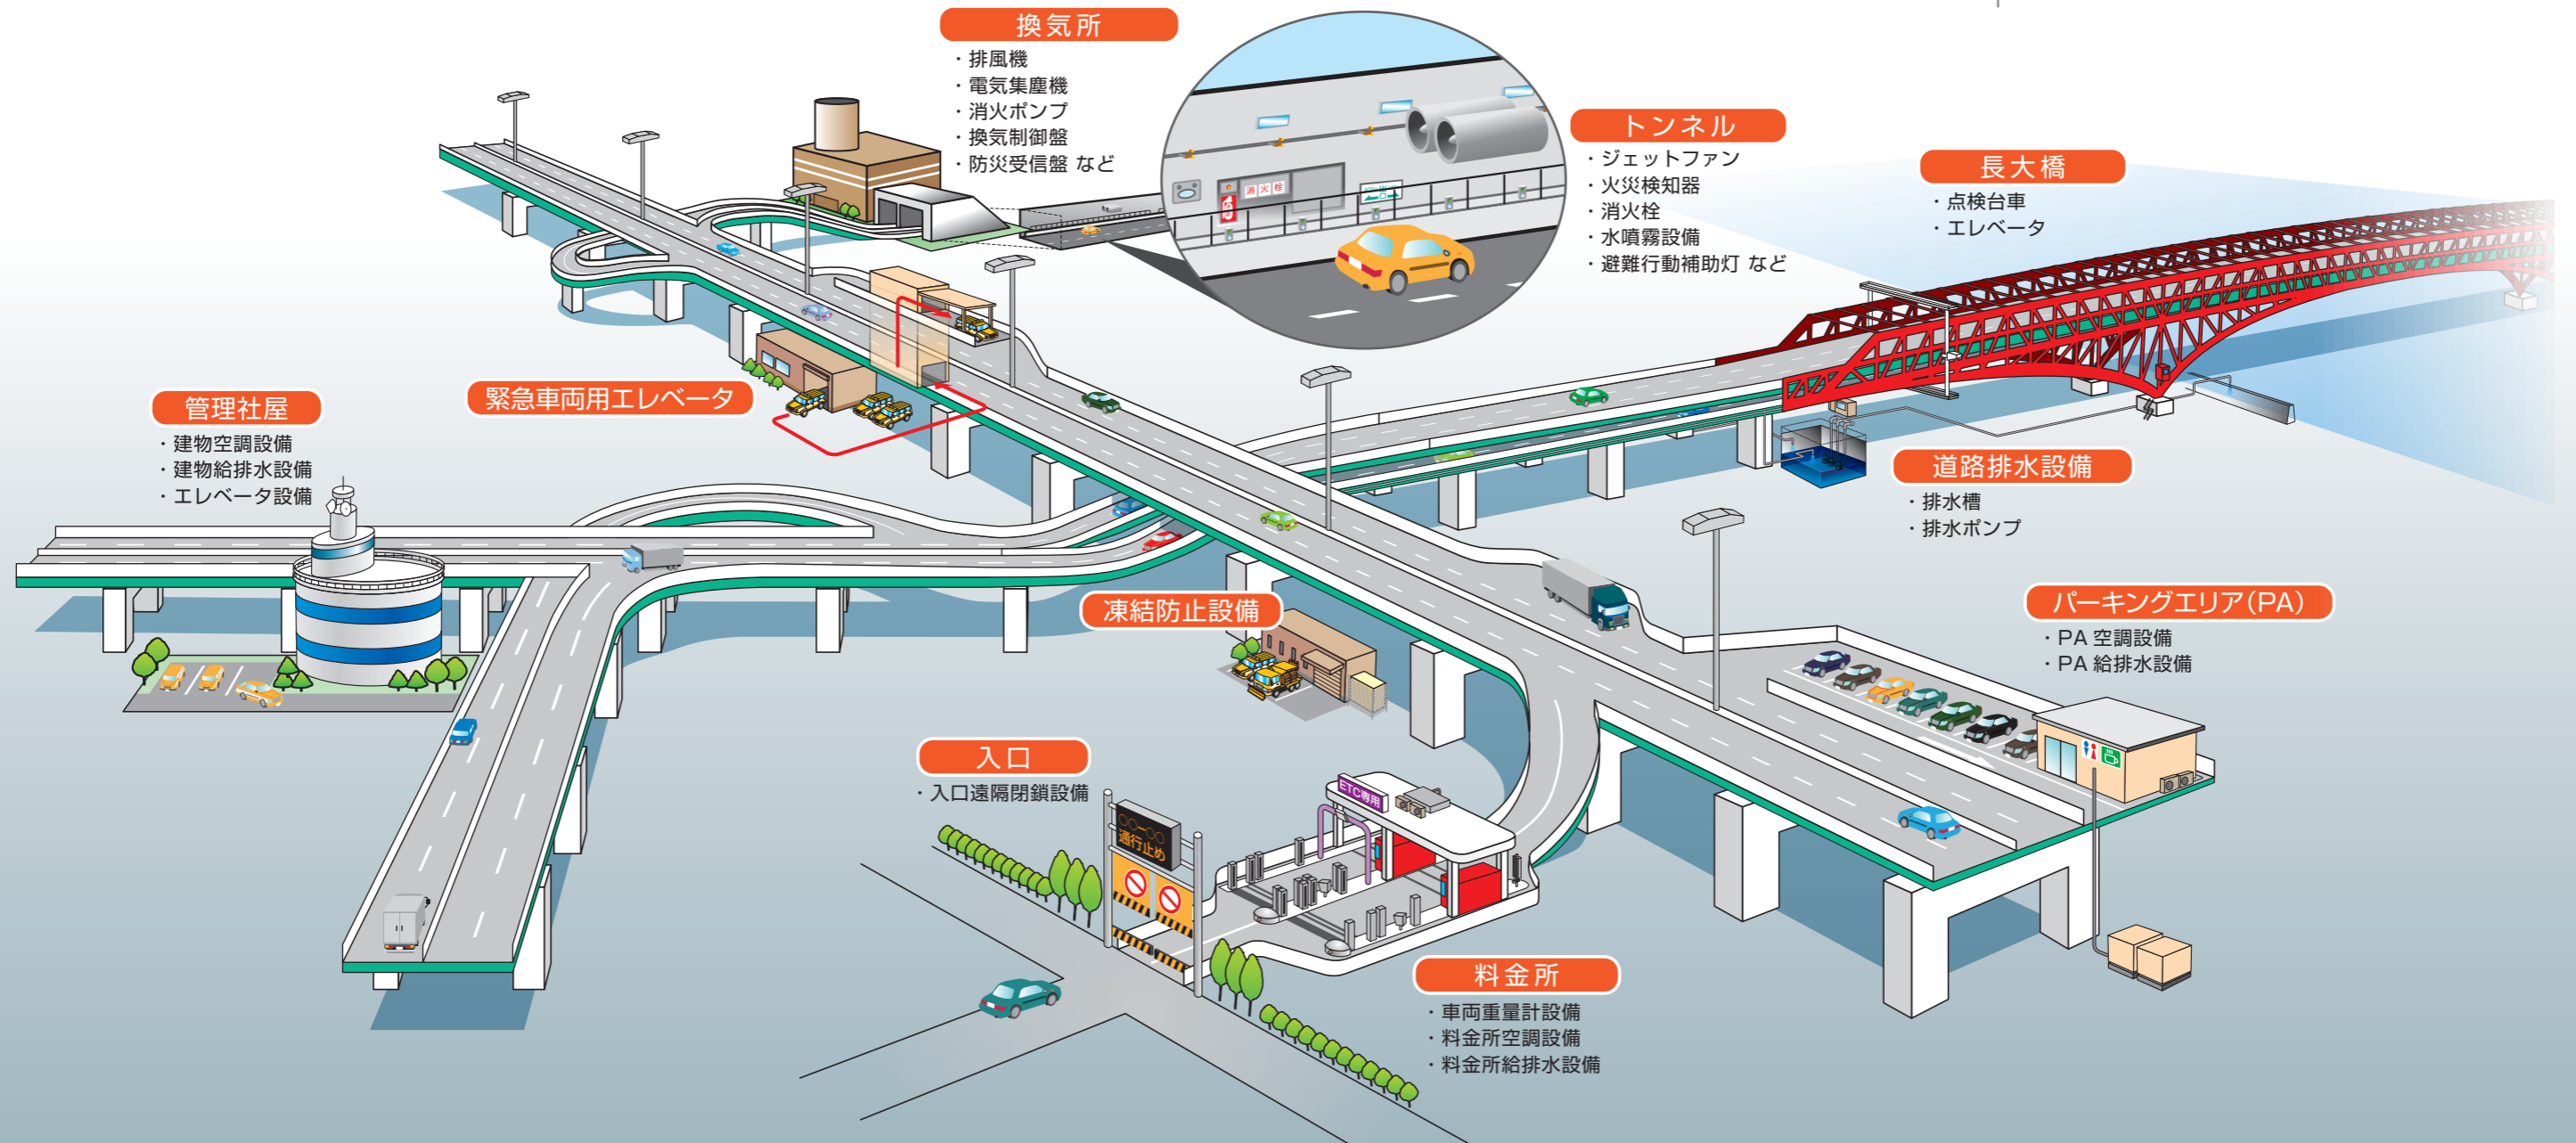 換気所
・排風機
・電気集塵機
・消火ポンプ
・換気制御盤
・防災受信盤 など
消火栓
トンネル
・ジェットファン
・火災検知器
・消火栓
・水噴霧設備
・避難行動補助灯 など
長大橋
・点検台車
・エレベータ
管理社屋
・建物空調設備
・建物給排水設備
・エレベータ設備
緊急車両用エレベータ
道路排水設備
・排水槽
・排水ポンプ
凍結防止設備
パーキングエリア(PA)
・PA 空調設備
・PA 給排水設備
入口
・入口遠隔閉鎖設備
〇〇－〇〇
通行止め
ETC専用
料金所
・車両重量計設備
・料金所空調設備
・料金所給排水設備